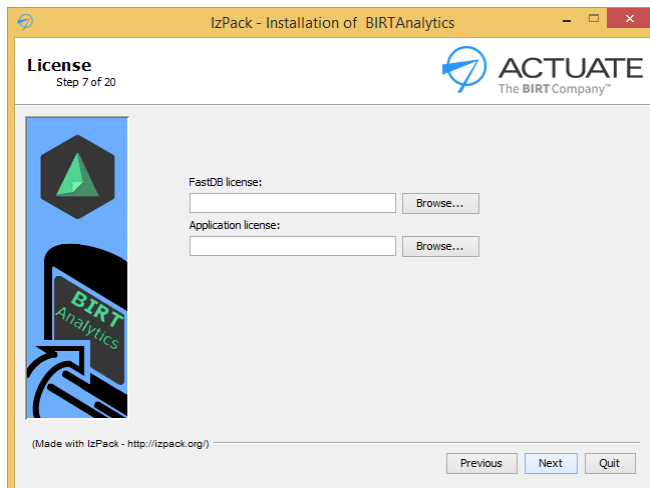 IzPack - Installation of BIRTAnalytics
License
Step 7 of 20
ACTUATE
The BIRT Company™
FastDB license:
Browse...
Application license:
Browse...
BIRT
Analytics
(Made with IzPack - http://izpack.org/)
Previous Next Quit